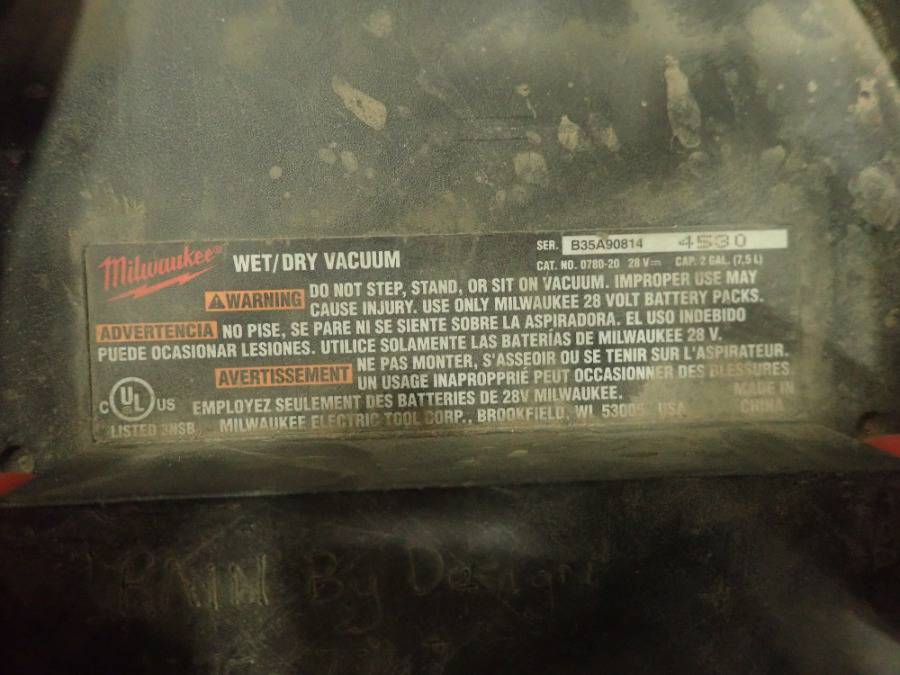 Milwaukee® WET/DRY VACUUM SER. B35A90814 4530
CAT. NO. 0780-20 28 V⎓ CAP. 2 GAL. (7,5 L)
⚠WARNING DO NOT STEP, STAND, OR SIT ON VACUUM. IMPROPER USE MAY
CAUSE INJURY. USE ONLY MILWAUKEE 28 VOLT BATTERY PACKS.
ADVERTENCIA NO PISE, SE PARE NI SE SIENTE SOBRE LA ASPIRADORA. EL USO INDEBIDO
PUEDE OCASIONAR LESIONES. UTILICE SOLAMENTE LAS BATERÍAS DE MILWAUKEE 28 V.
AVERTISSEMENT NE PAS MONTER, S'ASSEOIR OU SE TENIR SUR L'ASPIRATEUR.
UN USAGE INAPROPPRIÉ PEUT OCCASIONNER DES BLESSURES
EMPLOYEZ SEULEMENT DES BATTERIES DE 28V MILWAUKEE.
C UL US
LISTED 3NSB
MILWAUKEE ELECTRIC TOOL CORP., BROOKFIELD, WI 53005 USA
MADE IN
CHINA
By Design